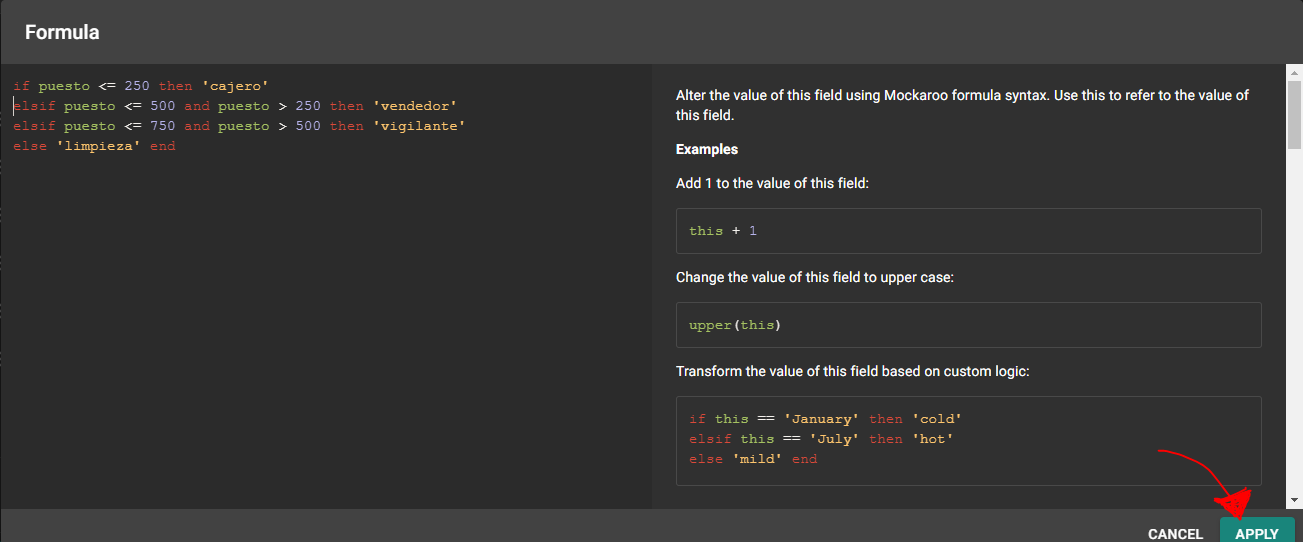 Formula
if puesto <= 250 then 'cajero'
elsif puesto <= 500 and puesto > 250 then 'vendedor'
elsif puesto <= 750 and puesto > 500 then 'vigilante'
else 'limpieza' end
Alter the value of this field using Mockaroo formula syntax. Use this to refer to the value of
this field.
Examples
Add 1 to the value of this field:
this + 1
Change the value of this field to upper case:
upper(this)
Transform the value of this field based on custom logic:
if this == 'January' then 'cold'
elsif this == 'July' then 'hot'
else 'mild' end
CANCEL APPLY